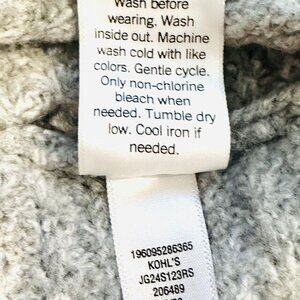 Wash before
wearing. Wash
inside out. Machine
wash cold with like
colors. Gentle cycle.
Only non-chlorine
bleach when
needed. Tumble dry
low. Cool iron if
needed.
196095286365
KOHL'S
JG24S123RS
206489